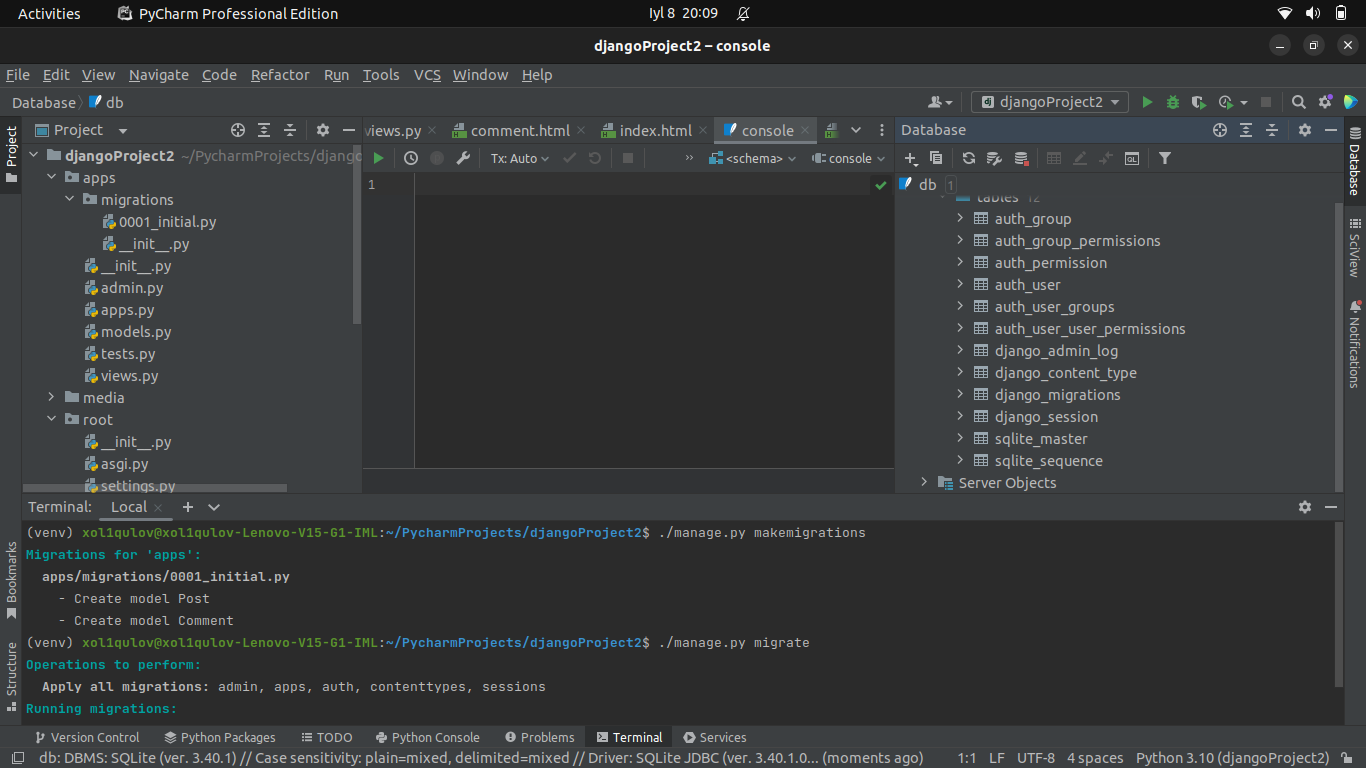 Activities
PyCharm Professional Edition
Iyl 8 20:09
djangoProject2 – console
File Edit View Navigate Code Refactor Run Tools VCS Window Help
Database
db
djangoProject2
Project
Project
djangoProject2 ~/PycharmProjects/django
apps
migrations
0001_initial.py
__init__.py
__init__.py
admin.py
apps.py
models.py
tests.py
views.py
media
root
__init__.py
asgi.py
settings.py
views.py
comment.html
index.html
console
Tx: Auto
<schema>
console
1
Database
db 1
tables 12
auth_group
auth_group_permissions
auth_permission
auth_user
auth_user_groups
auth_user_user_permissions
django_admin_log
django_content_type
django_migrations
django_session
sqlite_master
sqlite_sequence
Server Objects
Database
SciView
Notifications
Terminal: Local
(venv) xol1qulov@xol1qulov-Lenovo-V15-G1-IML:~/PycharmProjects/djangoProject2$ ./manage.py makemigrations
Migrations for 'apps':
apps/migrations/0001_initial.py
- Create model Post
- Create model Comment
(venv) xol1qulov@xol1qulov-Lenovo-V15-G1-IML:~/PycharmProjects/djangoProject2$ ./manage.py migrate
Operations to perform:
Apply all migrations: admin, apps, auth, contenttypes, sessions
Running migrations:
Bookmarks
Structure
Version Control
Python Packages
TODO
Python Console
Problems
Terminal
Services
db: DBMS: SQLite (ver. 3.40.1) // Case sensitivity: plain=mixed, delimited=mixed // Driver: SQLite JDBC (ver. 3.40.1.0... (moments ago)
1:1 LF UTF-8 4 spaces Python 3.10 (djangoProject2)